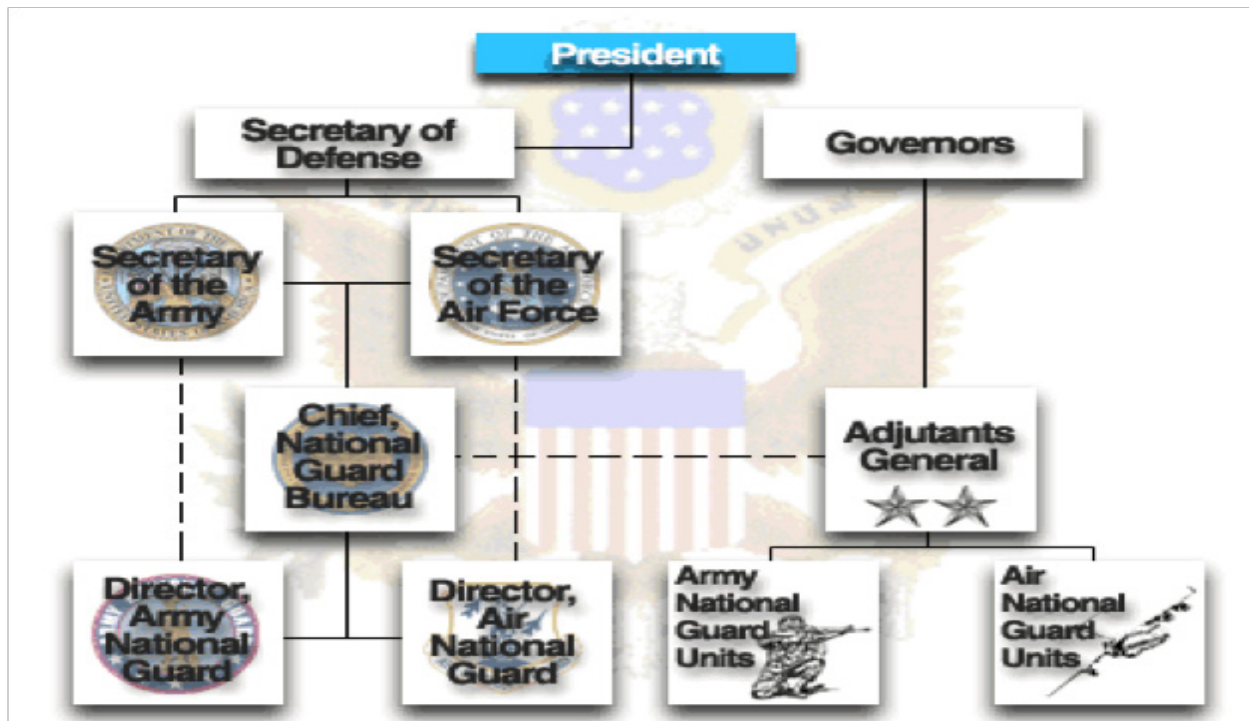 President
Secretary of
Defense
Governors
Secretary
of the
Army
Secretary
of the
Air Force
Chief,
National
Guard
Bureau
Adjutants
General
Director,
Army
National
Guard
Director,
Air
National
Guard
Army
National
Guard
Units
Air
National
Guard
Units